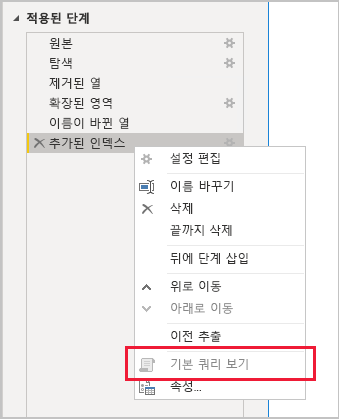 적용된 단계
원본
탐색
제거된 열
확장된 영역
이름이 바뀐 열
추가된 인덱스
설정 편집
이름 바꾸기
삭제
끝까지 삭제
뒤에 단계 삽입
위로 이동
아래로 이동
이전 추출
기본 쿼리 보기
속성...